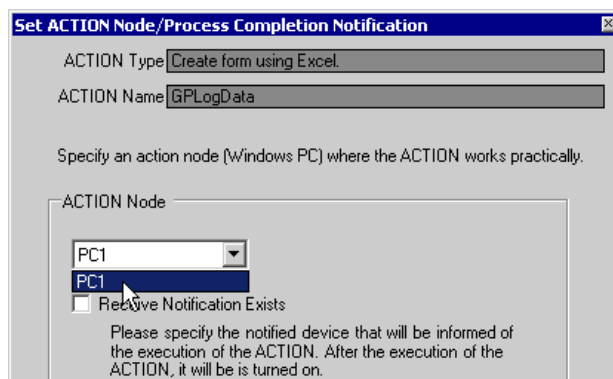 Set ACTION Node/Process Completion Notification
ACTION Type Create form using Excel.
ACTION Name GPLogData
Specify an action node (Windows PC) where the ACTION works practically.
ACTION Node
PC1
PC1
Receive Notification Exists
Please specify the notified device that will be informed of
the execution of the ACTION. After the execution of the
ACTION, it will be is turned on.